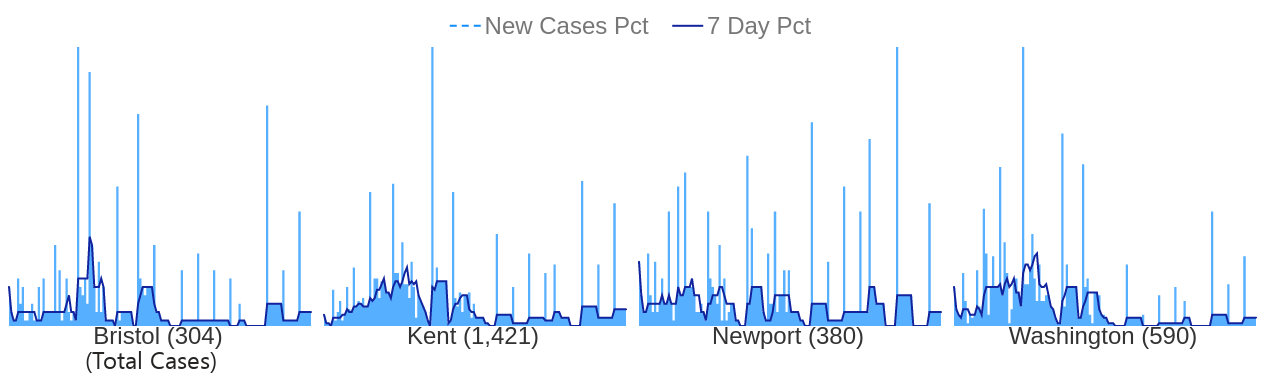 New Cases Pct 7 Day Pct
Bristol (304) Kent (1,421) Newport (380) Washington (590)
(Total Cases)